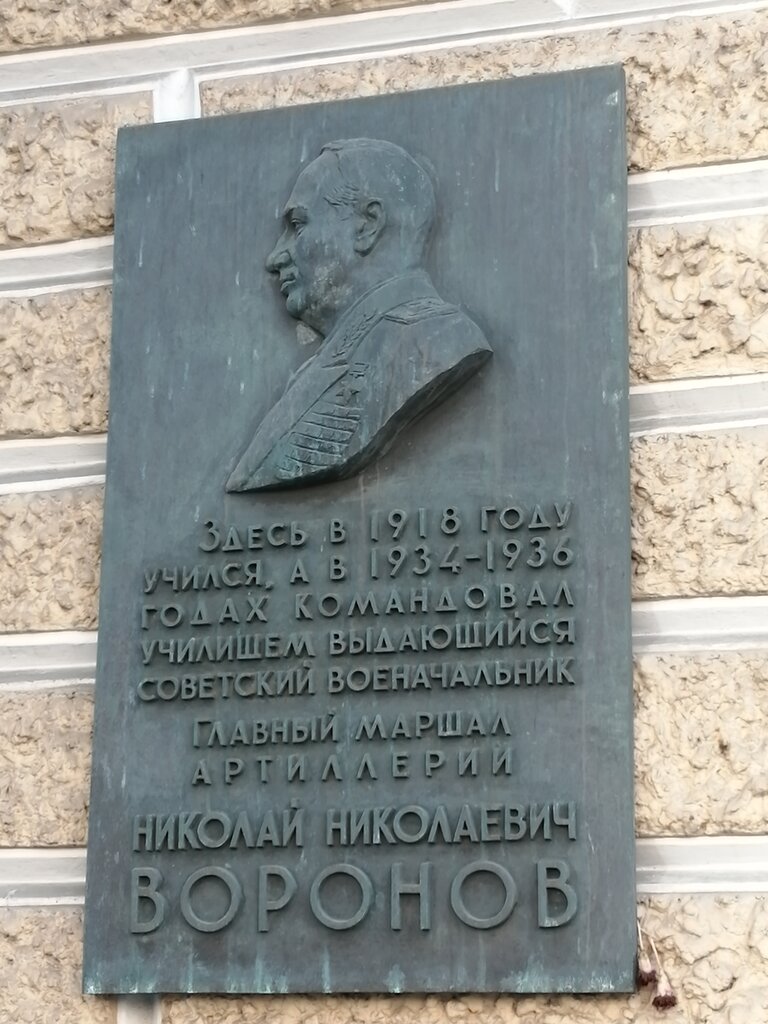 Здесь в 1918 году
учился, а в 1934-1936
годах командовал
училищем выдающийся
советский военачальник
Главный маршал
артиллерии
Николай Николаевич
Воронов